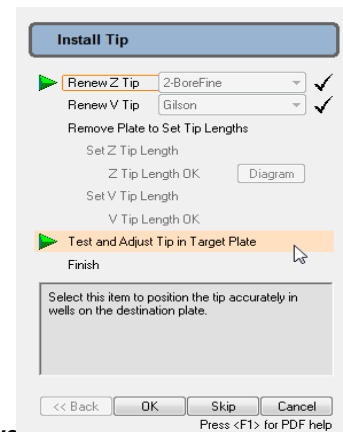 Install Tip
Renew Z Tip 2-BoreFine
Renew V Tip Gilson
Remove Plate to Set Tip Lengths
Set Z Tip Length
Z Tip Length OK Diagram
Set V Tip Length
V Tip Length OK
Test and Adjust Tip in Target Plate
Finish
Select this item to position the tip accurately in
wells on the destination plate.
<< Back OK Skip Cancel
Press <F1> for PDF help